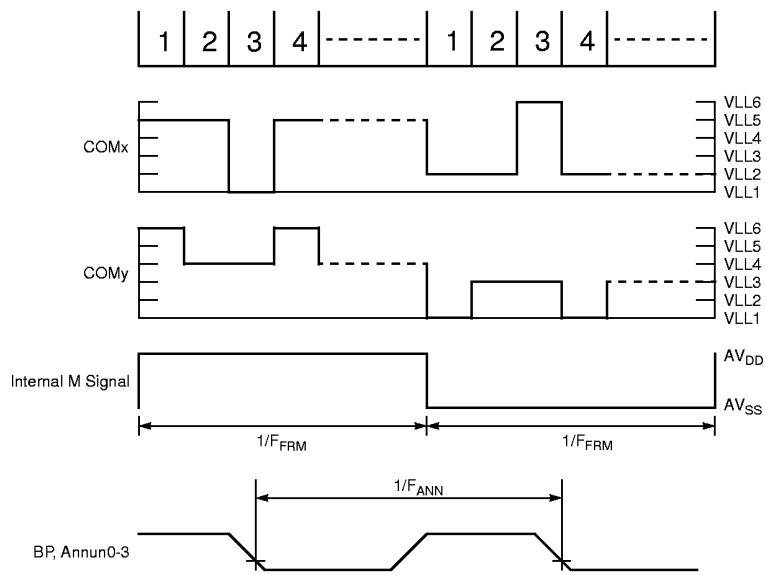 1 2 3 4 1 2 3 4
COMx
VLL6
VLL5
VLL4
VLL3
VLL2
VLL1
COMy
VLL6
VLL5
VLL4
VLL3
VLL2
VLL1
Internal M Signal
AVDD
AVSS
1/FFRM 1/FFRM
1/FANN
BP, Annun0-3